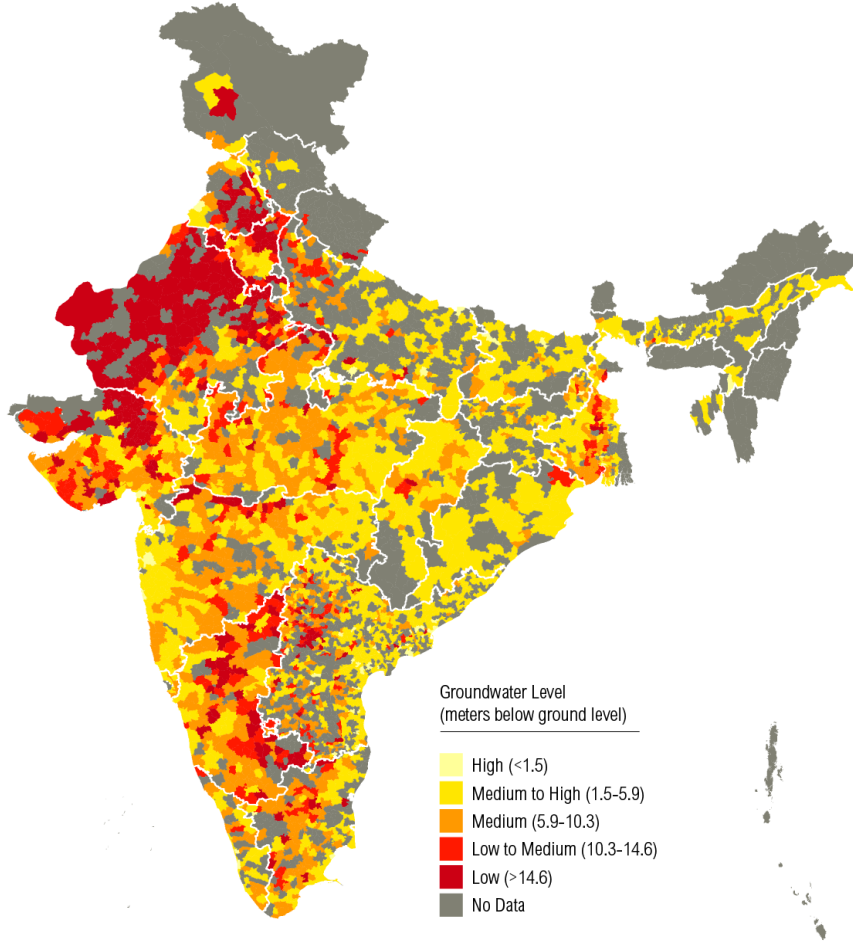 Groundwater Level
(meters below ground level)
High (<1.5)
Medium to High (1.5-5.9)
Medium (5.9-10.3)
Low to Medium (10.3-14.6)
Low (>14.6)
No Data